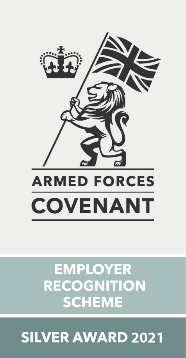 ARMED FORCES
COVENANT
EMPLOYER
RECOGNITION
SCHEME
SILVER AWARD 2021